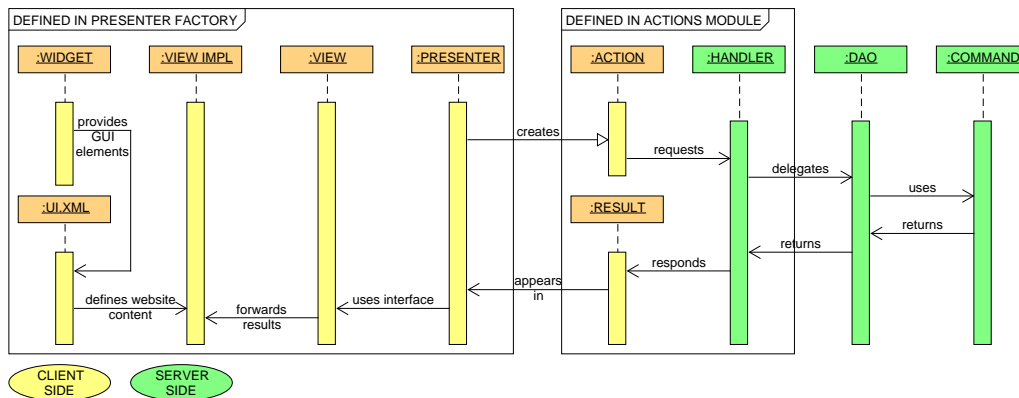 DEFINED IN PRESENTER FACTORY
DEFINED IN ACTIONS MODULE
:WIDGET
:VIEW IMPL
:VIEW
:PRESENTER
:ACTION
:HANDLER
:DAO
:COMMAND
provides
GUI
elements
creates
requests
delegates
uses
:UI.XML
:RESULT
returns
returns
responds
appears
in
defines website
content
forwards
results
uses interface
CLIENT
SIDE
SERVER
SIDE